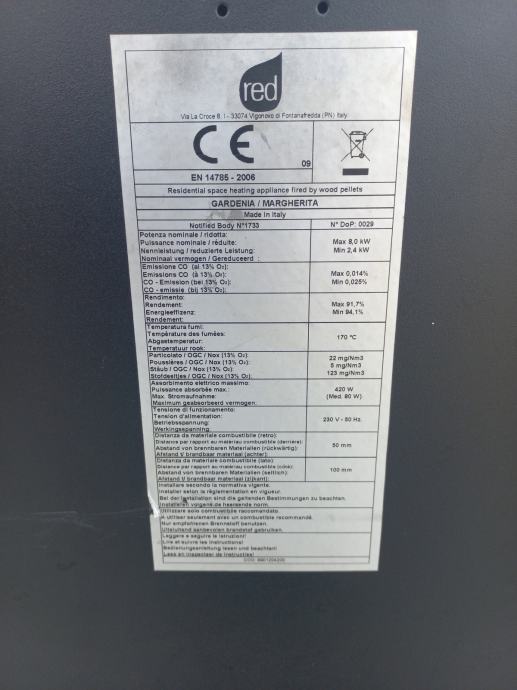 red
Via La Croce 8, I - 33074 Vigonovo di Fontanafredda (PN) Italy
CE
09
EN 14785 - 2006
Residential space heating appliance fired by wood pellets
GARDENIA / MARGHERITA
Made in Italy
Notified Body N°1733 N° DoP: 0029
Potenza nominale / ridotta:
Puissance nominale / réduite: Max 8,0 kW
Nennleistung / reduzierte Leistung: Min 2,4 kW
Nominaal vermogen / Gereduceerd :
Emissione CO (al 13% O₂):
Emissions CO (à 13% O₂): Max 0,014%
CO - Emission (bei 13% O₂): Min 0,025%
CO - emissie (bij 13% O₂):
Rendimento:
Rendement: Max 91,7%
Energieeffizenz: Min 94,1%
Rendement:
Temperatura fumi:
Température des fumées: 170 °C
Abgastemperatur:
Temperatuur rook:
Particolato / OGC / Nox (13% O₂): 22 mg/Nm3
Poussières / OGC / Nox (13% O₂): 5 mg/Nm3
Stäub / OGC / Nox (13% O₂): 123 mg/Nm3
Stofdeeltjes / OGC / Nox (13% O₂):
Assorbimento elettrico massimo:
Puissance absorbée max.: 420 W
Max. Stromaufnahme: (Med. 80 W)
Maximum geabsorbeerd vermogen:
Tensione di funzionamento:
Tension d'alimentation: 230 V - 50 Hz
Betriebsspannung:
Werkingsspanning:
Distanza da materiale combustibile (retro):
Distance par rapport au matériau combustible (derrière): 50 mm
Abstand von brennbaren Materialien (rückwärtig):
Afstand t/ brandbaar materiaal (achter):
Distanza da materiale combustibile (lato):
Distance par rapport au matériau combustible (côté): 100 mm
Abstand von brennbaren Materialien (seitlich):
Afstand t/ brandbaar materiaal (zijkant):
Installare secondo la normativa vigente.
Installer selon la réglementation en vigueur.
Bei der Installation sind die geltenden Bestimmungen zu beachten.
Installeren volgens de heersende norm.
Utilizzare solo combustibile raccomandato.
A utiliser seulement avec un combustible recommandé.
Nur empfohlenen Brennstoff benutzen.
Uitsluitend aanbevolen brandstof gebruiken.
Leggere e seguire le istruzioni!
Lire et suivre les instructions!
Bedienungsanleitung lesen und beachten!